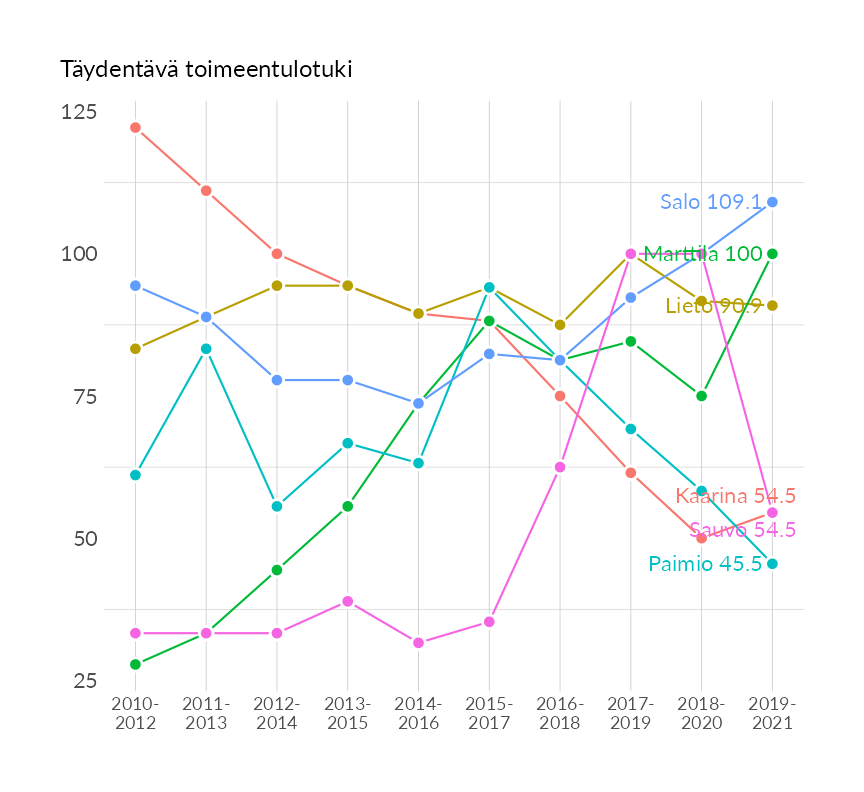 Täydentävä toimeentulotuki
125
100
75
50
25
Salo 109.1
Marttila 100
Lieto 90.9
Kaarina 54.5
Sauvo 54.5
Paimio 45.5
2010- 2011- 2012- 2013- 2014- 2015- 2016- 2017- 2018- 2019-
2012 2013 2014 2015 2016 2017 2018 2019 2020 2021